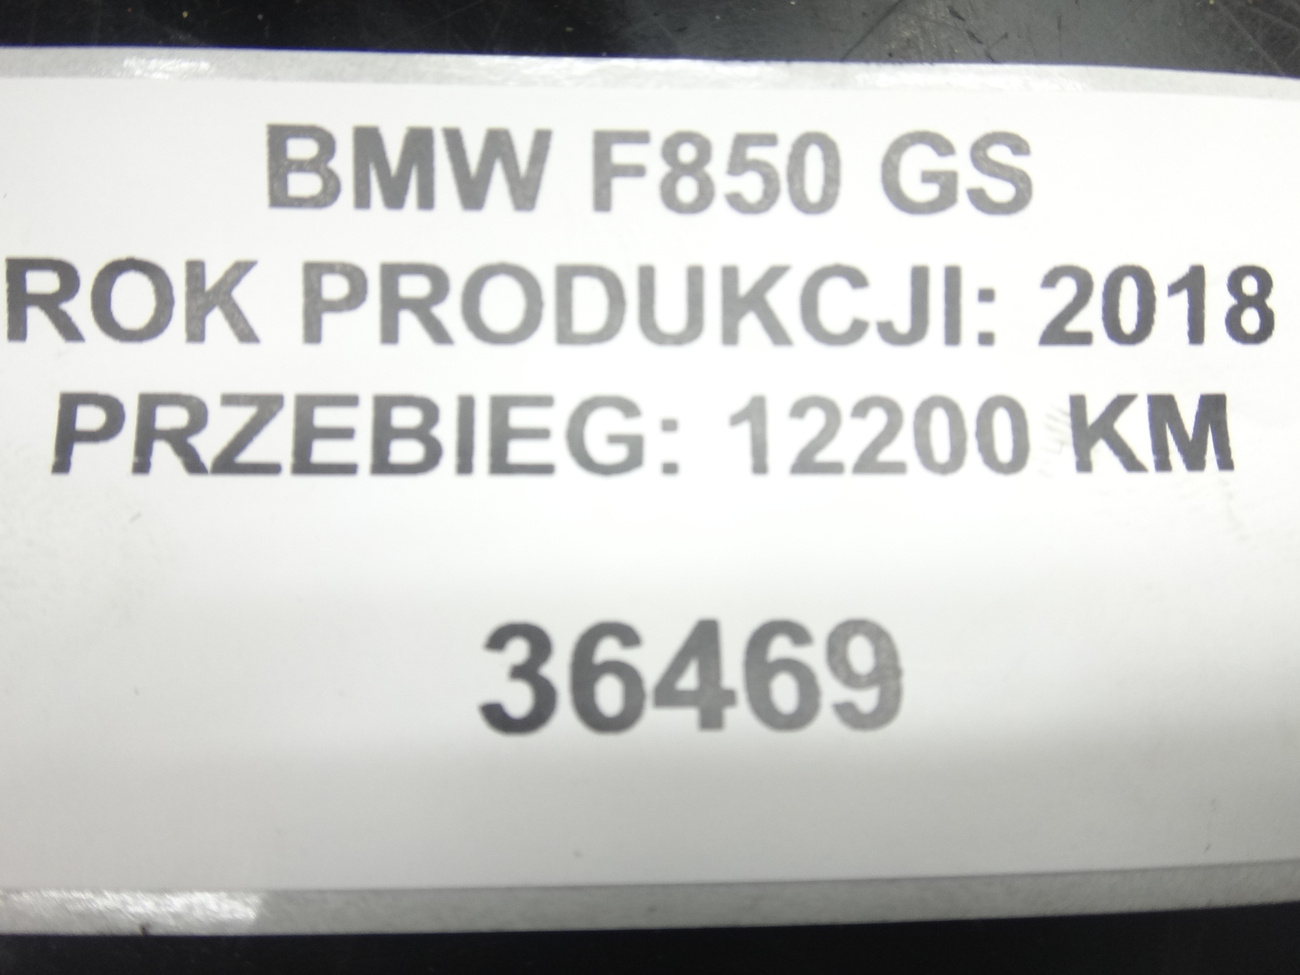 BMW F850 GS
ROK PRODUKCJI: 2018
PRZEBIEG: 12200 KM
36469